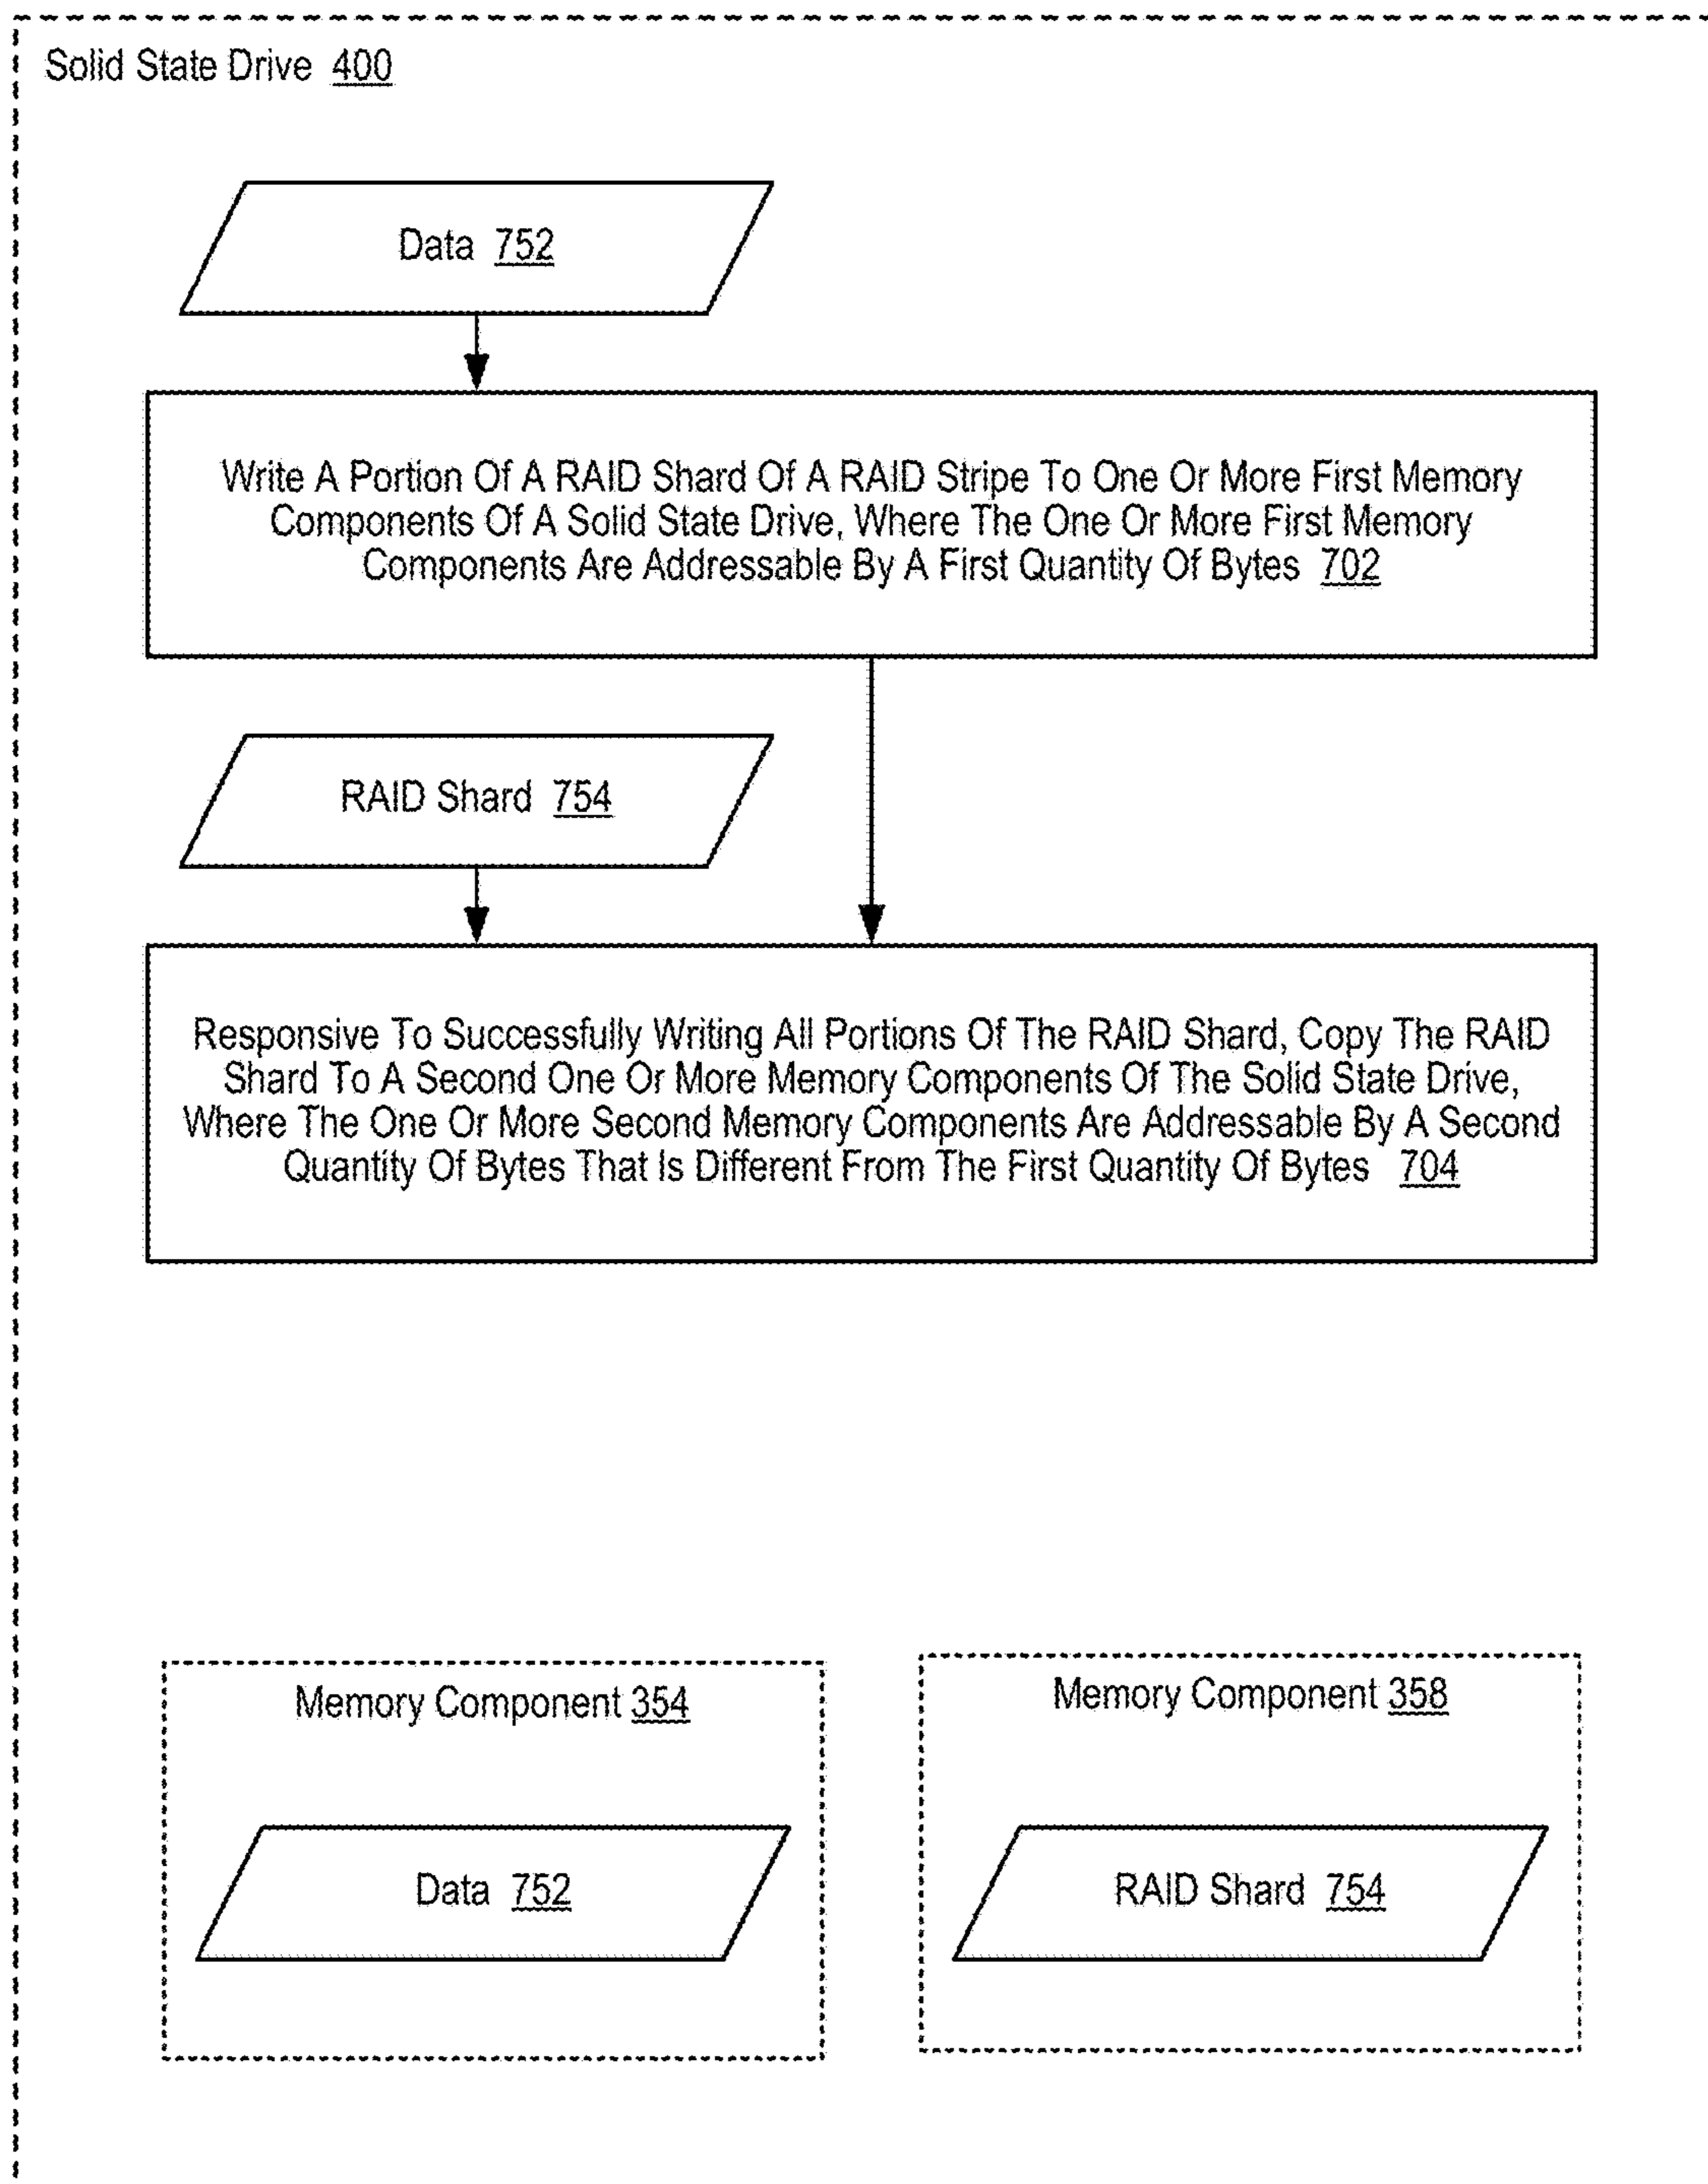 Solid State Drive 400
Data 752
Write A Portion Of A RAID Shard Of A RAID Stripe To One Or More First Memory
Components Of A Solid State Drive, Where The One Or More First Memory
Components Are Addressable By A First Quantity Of Bytes 702
RAID Shard 754
Responsive To Successfully Writing All Portions Of The RAID Shard, Copy The RAID
Shard To A Second One Or More Memory Components Of The Solid State Drive,
Where The One Or More Second Memory Components Are Addressable By A Second
Quantity Of Bytes That Is Different From The First Quantity Of Bytes 704
Memory Component 354
Data 752
Memory Component 358
RAID Shard 754